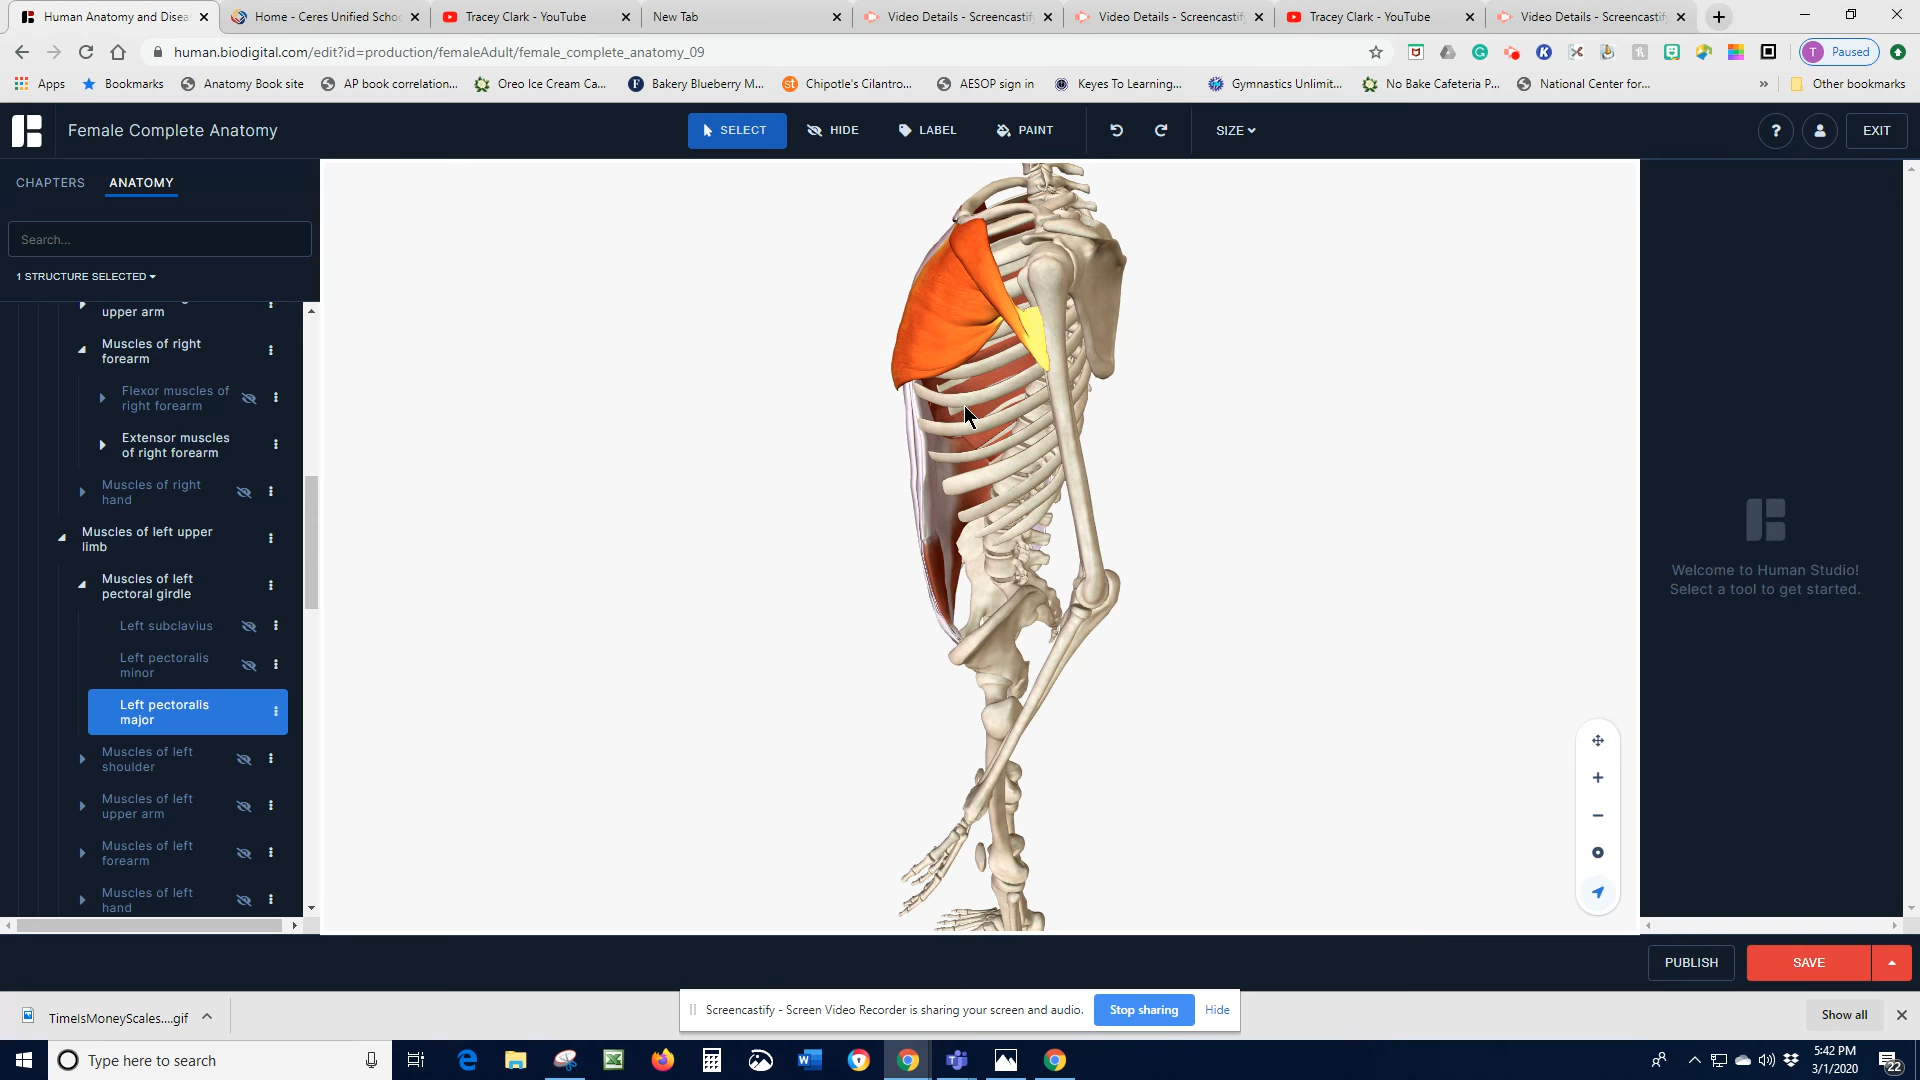 Human Anatomy and Disea
Home - Ceres Unified Schoo
Tracey Clark - YouTube
New Tab
Video Details - Screencastify
Video Details - Screencastify
Tracey Clark - YouTube
Video Details - Screencastify
human.biodigital.com/edit?id=production/femaleAdult/female_complete_anatomy_09
T Paused
Apps
Bookmarks
Anatomy Book site
AP book correlation...
Oreo Ice Cream Ca...
Bakery Blueberry M...
Chipotle's Cilantro...
AESOP sign in
Keyes To Learning...
Gymnastics Unlimit...
No Bake Cafeteria P...
National Center for...
Other bookmarks
Female Complete Anatomy
SELECT
HIDE
LABEL
PAINT
SIZE
?
EXIT
CHAPTERS
ANATOMY
Search...
1 STRUCTURE SELECTED
upper arm
Muscles of right
forearm
Flexor muscles of
right forearm
Extensor muscles
of right forearm
Muscles of right
hand
Muscles of left upper
limb
Muscles of left
pectoral girdle
Left subclavius
Left pectoralis
minor
Left pectoralis
major
Muscles of left
shoulder
Muscles of left
upper arm
Muscles of left
forearm
Muscles of left
hand
Welcome to Human Studio!
Select a tool to get started.
PUBLISH
SAVE
TimeIsMoneyScales....gif
Screencastify - Screen Video Recorder is sharing your screen and audio.
Stop sharing
Hide
Show all
Type here to search
5:42 PM
3/1/2020
22